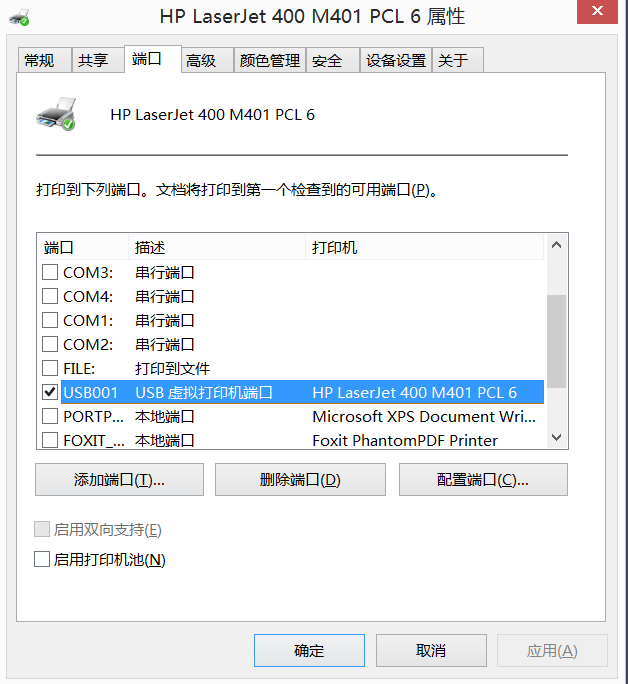 HP LaserJet 400 M401 PCL 6 属性
常规 共享 端口 高级 颜色管理 安全 设备设置 关于
HP LaserJet 400 M401 PCL 6
打印到下列端口。文档将打印到第一个检查到的可用端口(P)。
端口 描述 打印机
COM3: 串行端口
COM4: 串行端口
COM1: 串行端口
COM2: 串行端口
FILE: 打印到文件
USB001 USB 虚拟打印机端口 HP LaserJet 400 M401 PCL 6
PORTP... 本地端口 Microsoft XPS Document Wri...
FOXIT_... 本地端口 Foxit PhantomPDF Printer
添加端口(T)... 删除端口(D) 配置端口(C)...
启用双向支持(E)
启用打印机池(N)
确定 取消 应用(A)